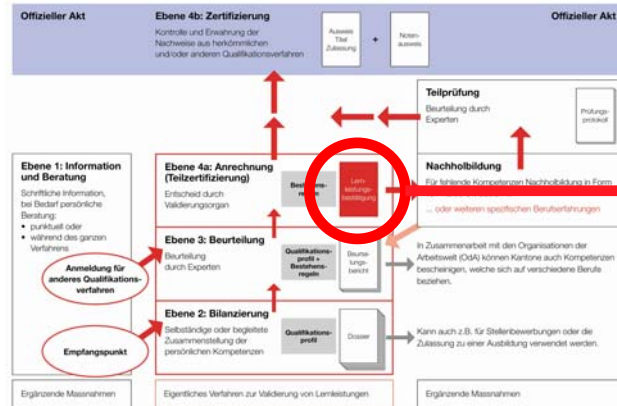 Offizieller Akt
Ebene 4b: Zertifizierung
Kontrolle und Erwahrung der
Nachweise aus herkömmlichen
und/oder anderen Qualifikationsverfahren
Ausweis
Titel
Zulassung
+
Noten-
ausweis
Offizieller Akt
Teilprüfung
Beurteilung durch
Experten
Prüfungs-
protokoll
Ebene 1: Information
und Beratung
Schriftliche Information,
bei Bedarf persönliche
Beratung:
• punktuell oder
• während des ganzen
Verfahrens
Anmeldung für
anderes Qualifikations-
verfahren
Empfangspunkt
Ebene 4a: Anrechnung
(Teilzertifizierung)
Entscheid durch
Validierungsorgan
Bestehens-
regeln
Lern-
leistungs-
bestätigung
Nachholbildung
Für fehlende Kompetenzen Nachholbildung in Form
... oder weiteren spezifischen Berufserfahrungen
Ebene 3: Beurteilung
Beurteilung
durch Experten
Qualifikations-
profil +
Bestehens-
regeln
Beurtei-
lungs-
bericht
In Zusammenarbeit mit den Organisationen der
Arbeitswelt (OdA) können Kantone auch Kompetenzen
bescheinigen, welche sich auf verschiedene Berufe
beziehen.
Ebene 2: Bilanzierung
Selbständige oder begleitete
Zusammenstellung der
persönlichen Kompetenzen
Qualifikations-
profil
Dossier
Kann auch z.B. für Stellenbewerbungen oder die
Zulassung zu einer Ausbildung verwendet werden.
Ergänzende Massnahmen
Eigentliches Verfahren zur Validierung von Lernleistungen
Ergänzende Massnahmen